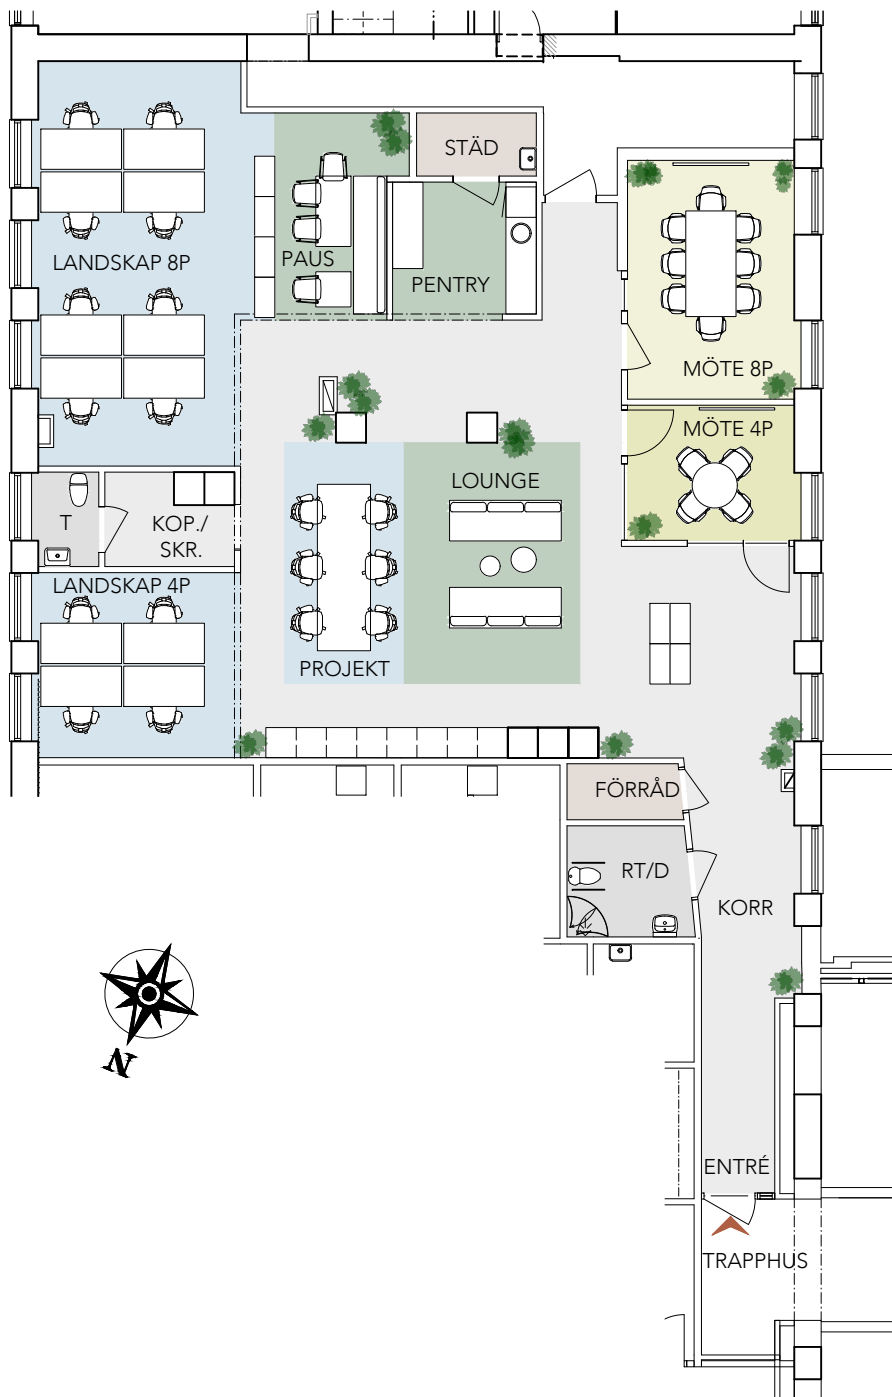 STÄD
LANDSKAP 8P
PAUS
PENTRY
MÖTE 8P
MÖTE 4P
LOUNGE
T
KOP./
SKR.
LANDSKAP 4P
PROJEKT
FÖRRÅD
RT/D
KORR
N
ENTRÉ
TRAPPHUS